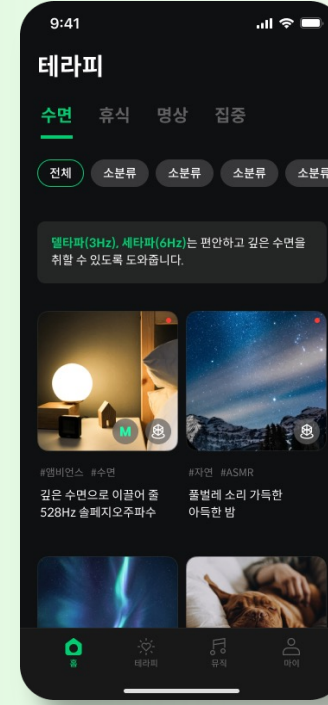 9:41
테라피
수면 휴식 명상 집중
전체 소분류 소분류 소분류 소분류
델타파(3Hz), 세타파(6Hz)는 편안하고 깊은 수면을
취할 수 있도록 도와줍니다.
M
#앰비언스 #수면
깊은 수면으로 이끌어 줄
528Hz 솔페지오주파수
#자연 #ASMR
풀벌레 소리 가득한
아득한 밤
홈 테라피 뮤직 마이